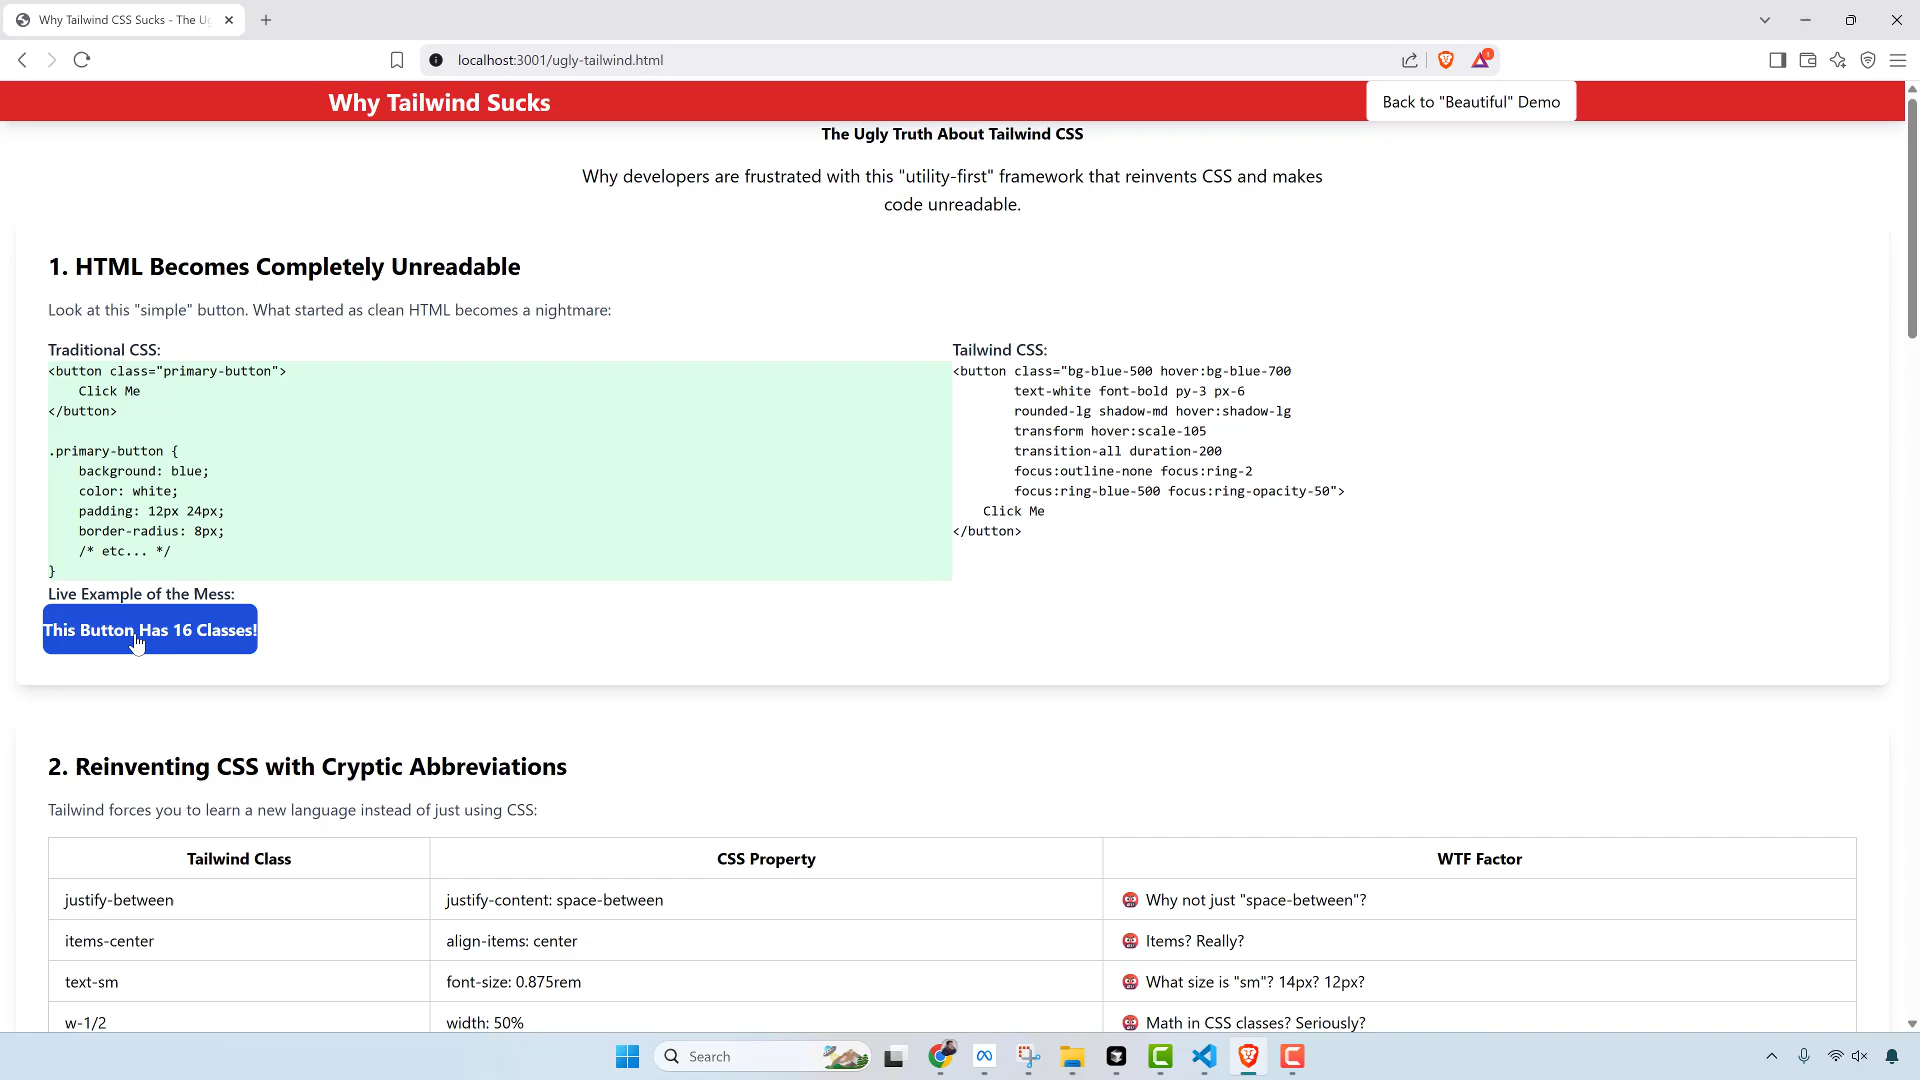 Why Tailwind CSS Sucks - The Ug
localhost:3001/ugly-tailwind.html
1
Why Tailwind Sucks
Back to "Beautiful" Demo
The Ugly Truth About Tailwind CSS
Why developers are frustrated with this "utility-first" framework that reinvents CSS and makes
code unreadable.
1. HTML Becomes Completely Unreadable
Look at this "simple" button. What started as clean HTML becomes a nightmare:
Traditional CSS:
<button class="primary-button">
    Click Me
</button>
.primary-button {
    background: blue;
    color: white;
    padding: 12px 24px;
    border-radius: 8px;
    /* etc... */
}
Tailwind CSS:
<button class="bg-blue-500 hover:bg-blue-700
        text-white font-bold py-3 px-6
        rounded-lg shadow-md hover:shadow-lg
        transform hover:scale-105
        transition-all duration-200
        focus:outline-none focus:ring-2
        focus:ring-blue-500 focus:ring-opacity-50">
    Click Me
</button>
Live Example of the Mess:
This Button Has 16 Classes!
2. Reinventing CSS with Cryptic Abbreviations
Tailwind forces you to learn a new language instead of just using CSS:
Tailwind Class CSS Property WTF Factor
justify-between justify-content: space-between 🤬 Why not just "space-between"?
items-center align-items: center 🤬 Items? Really?
text-sm font-size: 0.875rem 🤬 What size is "sm"? 14px? 12px?
w-1/2 width: 50% 🤬 Math in CSS classes? Seriously?
Search